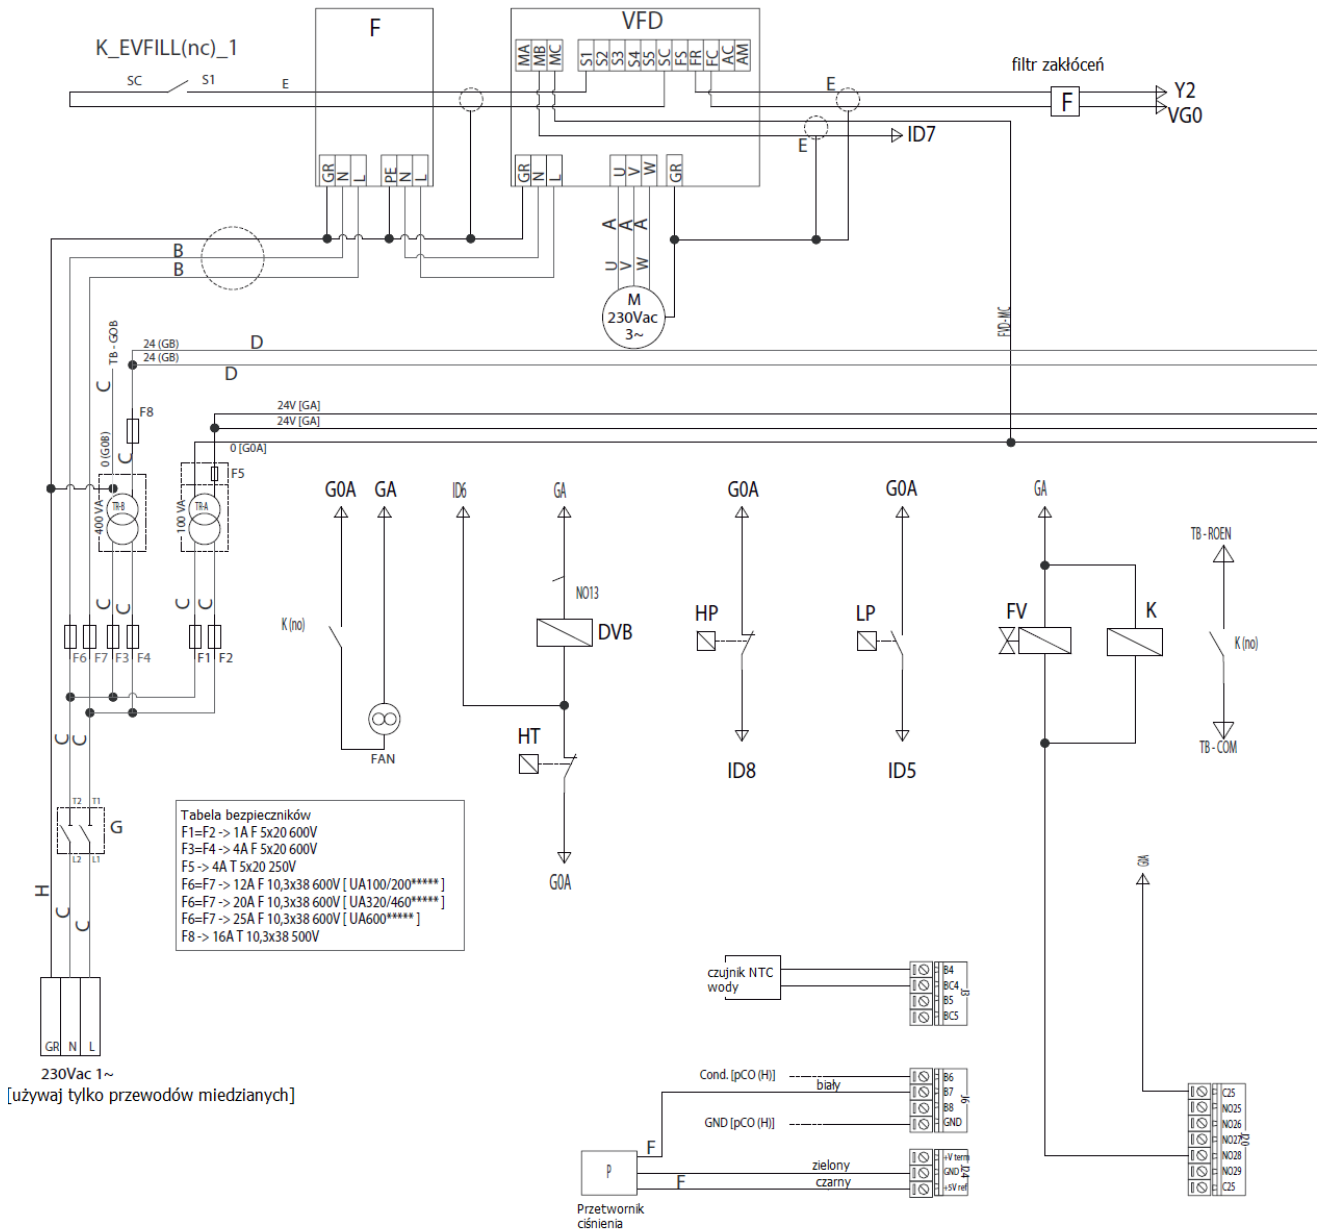 F
VFD
K_EVFILL(nc)_1
MA MB MC S1 S2 S3 S4 S5 SC FS FR FC AC AM
filtr zakłóceń
SC
S1
E
E
F
Y2
VG0
E
ID7
GR N L PE N L
GR N L
U V W GR
A A A
B
B
U V W
M
230Vac
3~
FVD-MC
TB - G0B
24 (GB)
D
24 (GB)
D
C
F8
24V [GA]
24V [GA]
0 (G0B)
C
0 [G0A]
F5
400 VA
TR-B
100 VA
TR-A
G0A
GA
ID6
GA
G0A
G0A
GA
TB - ROEN
C C C C
NO13
K (no)
DVB
HP
LP
FV
K
K (no)
F6 F7 F3 F4 F1 F2
C C
HT
FAN
ID8
ID5
TB - COM
T2 T1
G
L2 L1
Tabela bezpieczników
F1=F2 -> 1A F 5x20 600V
F3=F4 -> 4A F 5x20 600V
F5 -> 4A T 5x20 250V
F6=F7 -> 12A F 10,3x38 600V [ UA100/200***** ]
F6=F7 -> 20A F 10,3x38 600V [ UA320/460***** ]
F6=F7 -> 25A F 10,3x38 600V [ UA600***** ]
F8 -> 16A T 10,3x38 500V
G0A
G0A
H
C
C
czujnik NTC
wody
B4
BC4
B5
BC5
J3
GR N L
230Vac 1~
[używaj tylko przewodów miedzianych]
Cond. [pCO (H)]
biały
GND [pCO (H)]
B6
B7
B8
GND
J6
C25
NO25
NO26
NO27
NO28
NO29
C25
J20
F
P
zielony
F
czarny
+V term
GND
+5V ref
J24
Przetwornik
ciśnienia